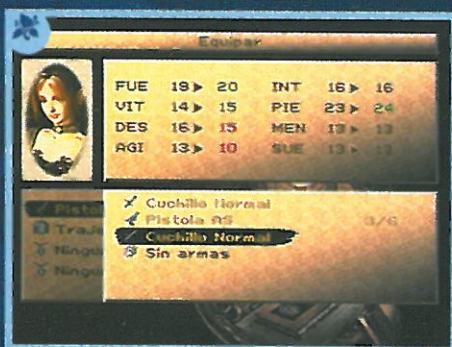 Equipar
FUE 19▶ 20 INT 16▶ 16
VIT 14▶ 15 PIE 23▶ 24
DES 16▶ 15 MEN 13▶ 13
AGI 13▶ 10 SUE 13▶ 13
Cuchillo Normal
Pistola AS 3/6
Cuchillo Normal
Sin armas
Pisto
Traje
Ningu
Ningu